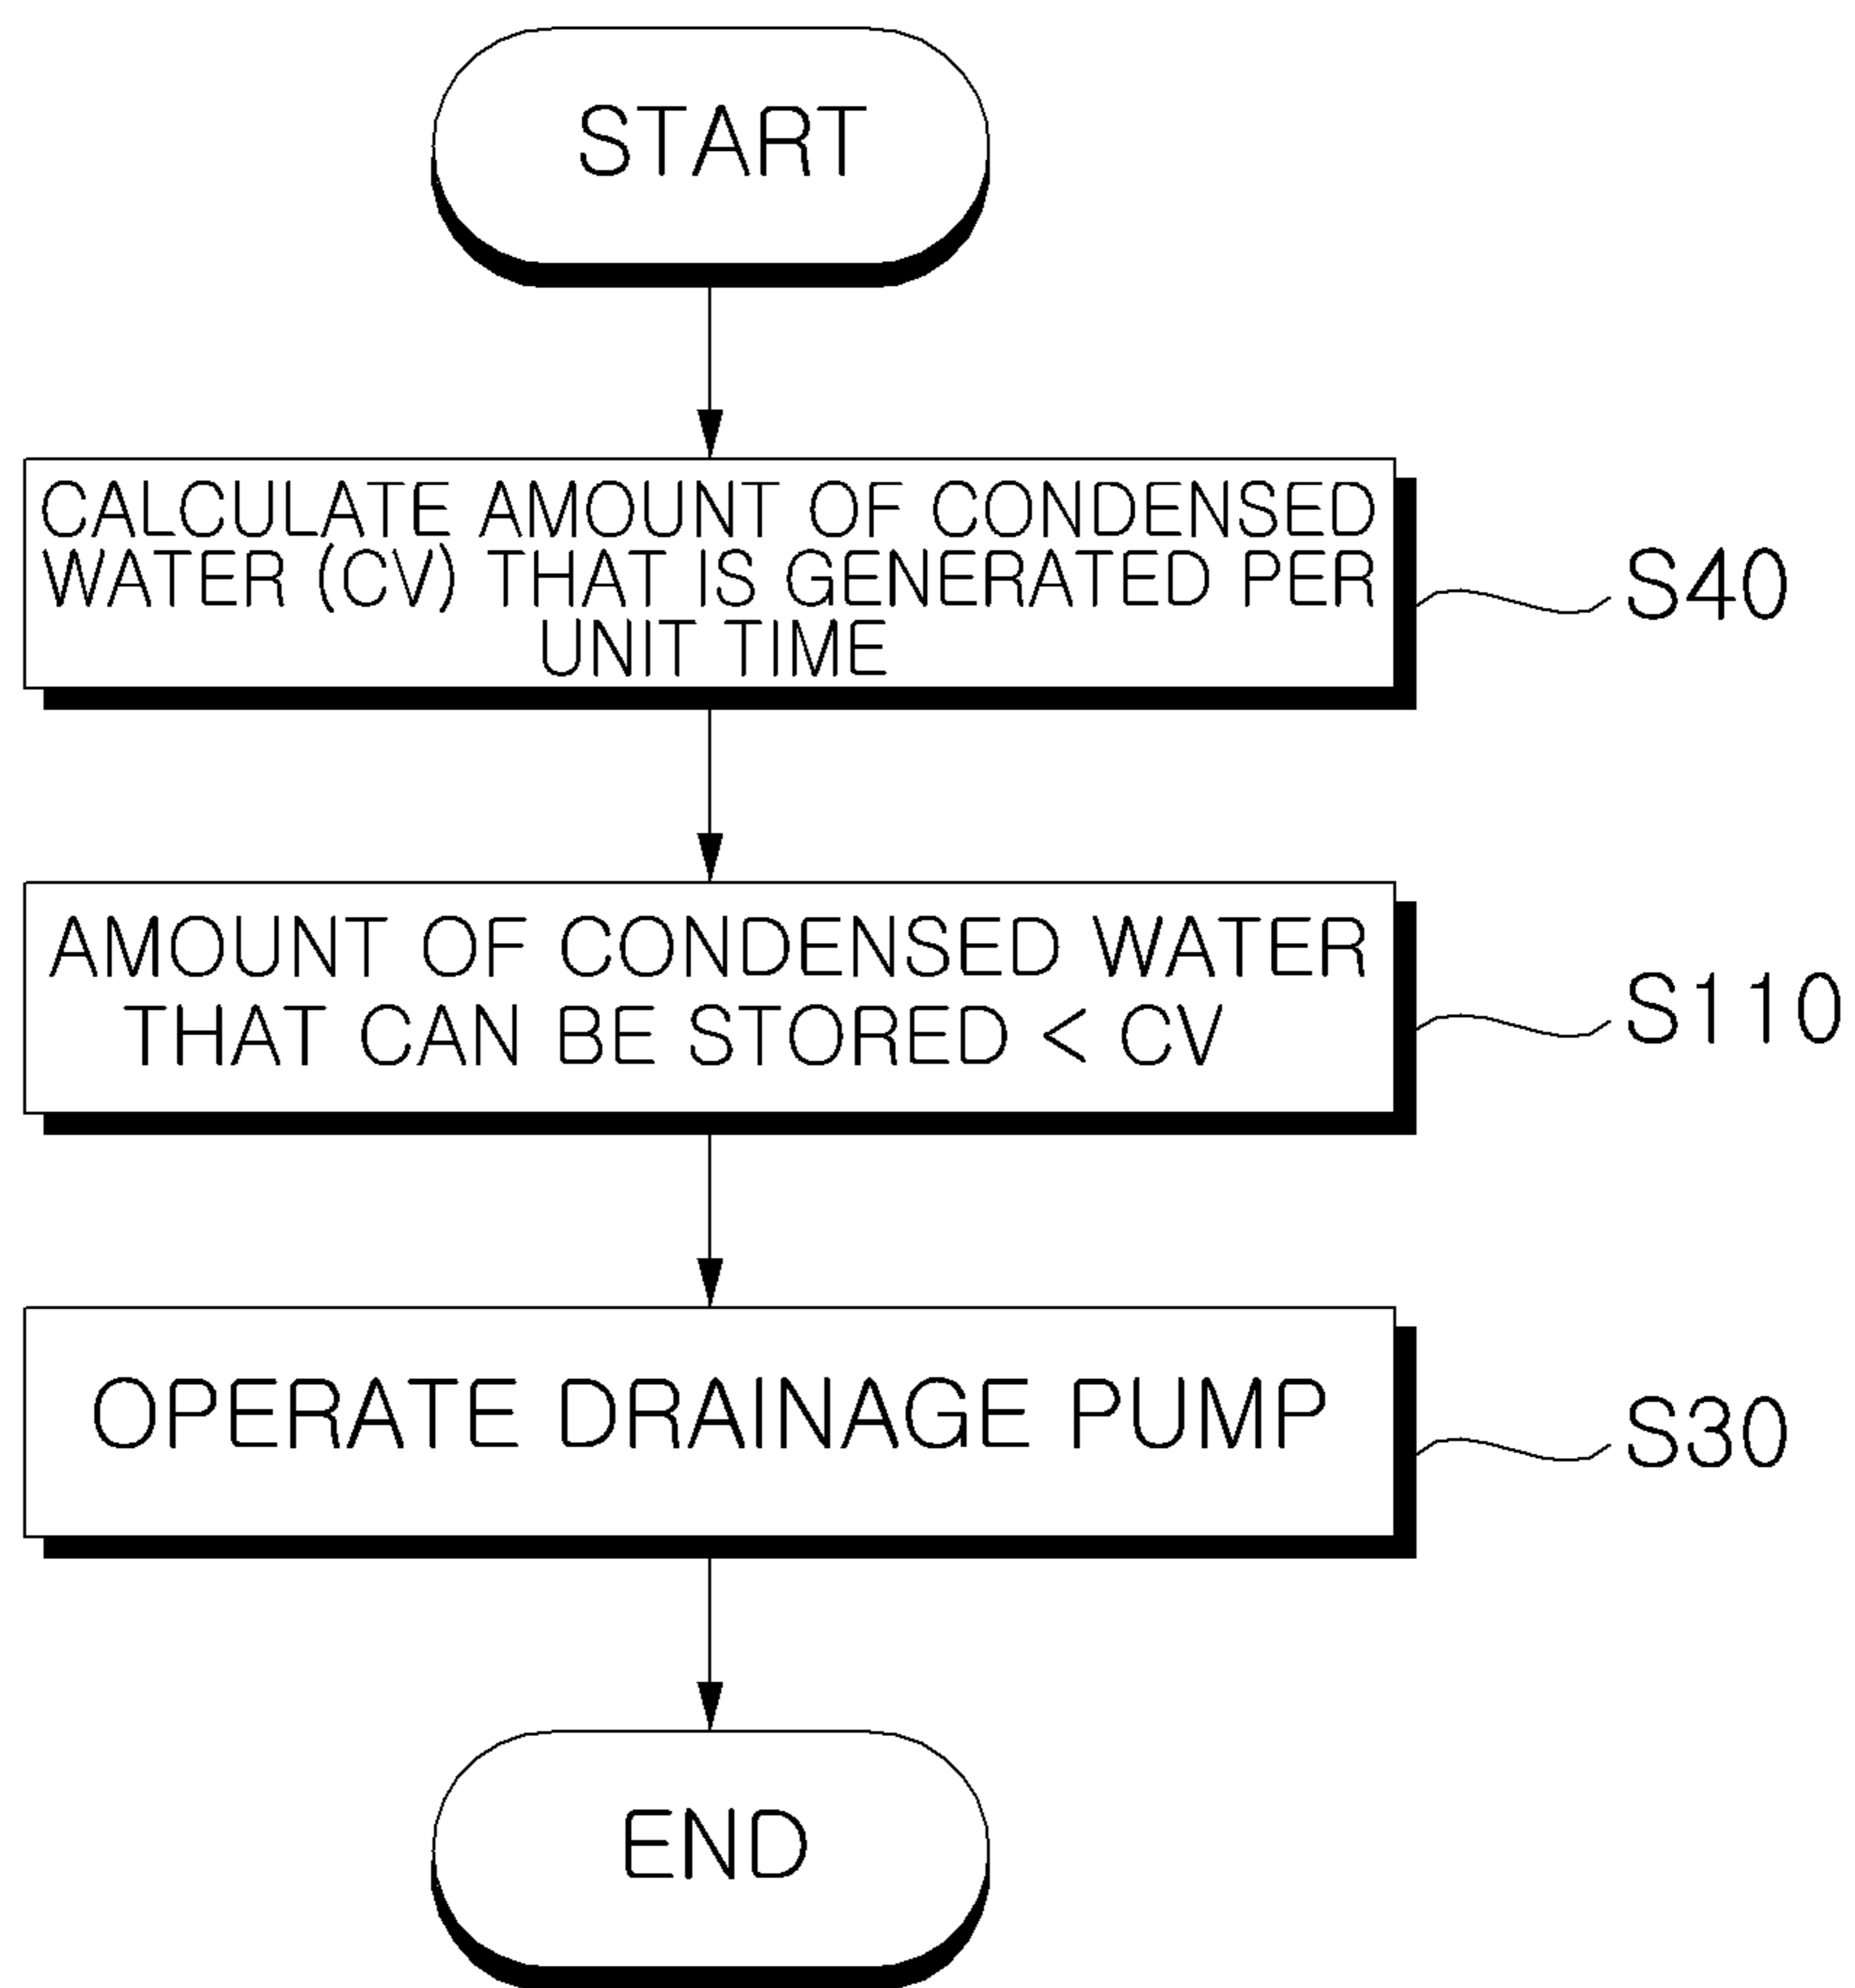 START
CALCULATE AMOUNT OF CONDENSED
WATER (CV) THAT IS GENERATED PER
UNIT TIME
S40
AMOUNT OF CONDENSED WATER
THAT CAN BE STORED < CV
S110
OPERATE DRAINAGE PUMP
S30
END